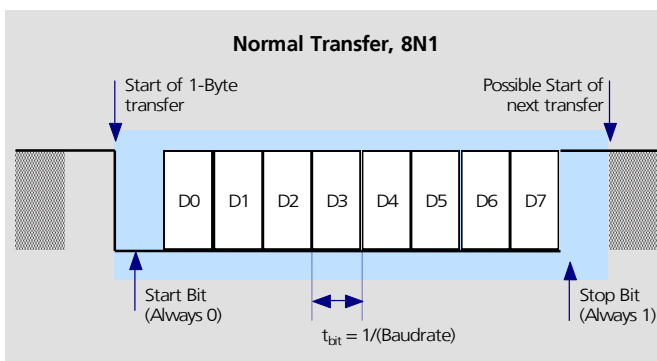 Normal Transfer, 8N1
Start of 1-Byte
transfer
Possible Start of
next transfer
D0 D1 D2 D3 D4 D5 D6 D7
Start Bit
(Always 0)
t_bit = 1/(Baudrate)
Stop Bit
(Always 1)